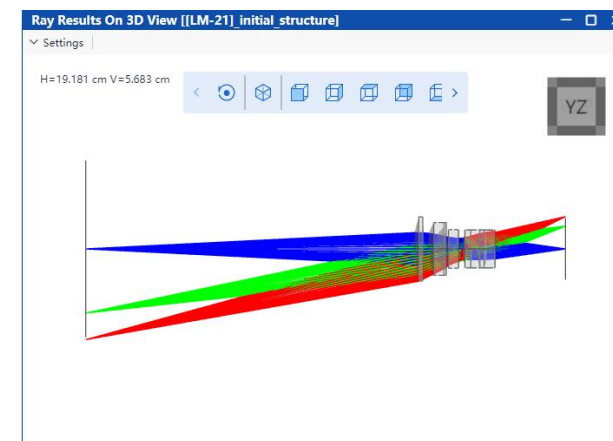 Ray Results On 3D View [[LM-21]_initial_structure]
Settings
H=19.181 cm V=5.683 cm
YZ